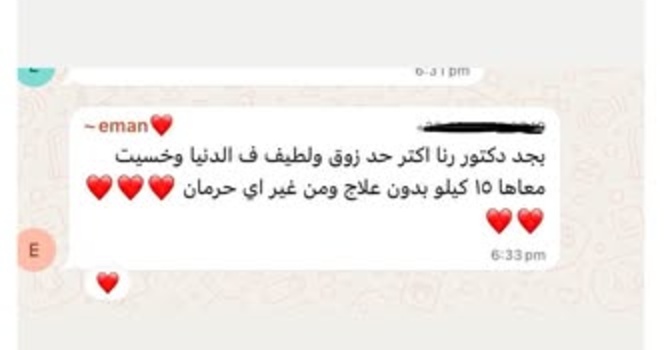 6:31 pm
~ eman❤️
بجد دكتور رنا اكتر حد زوق ولطيف ف الدنيا وخسيت
معاها ١٥ كيلو بدون علاج ومن غير اي حرمان ❤️❤️❤️
❤️❤️
6:33 pm
E
❤️